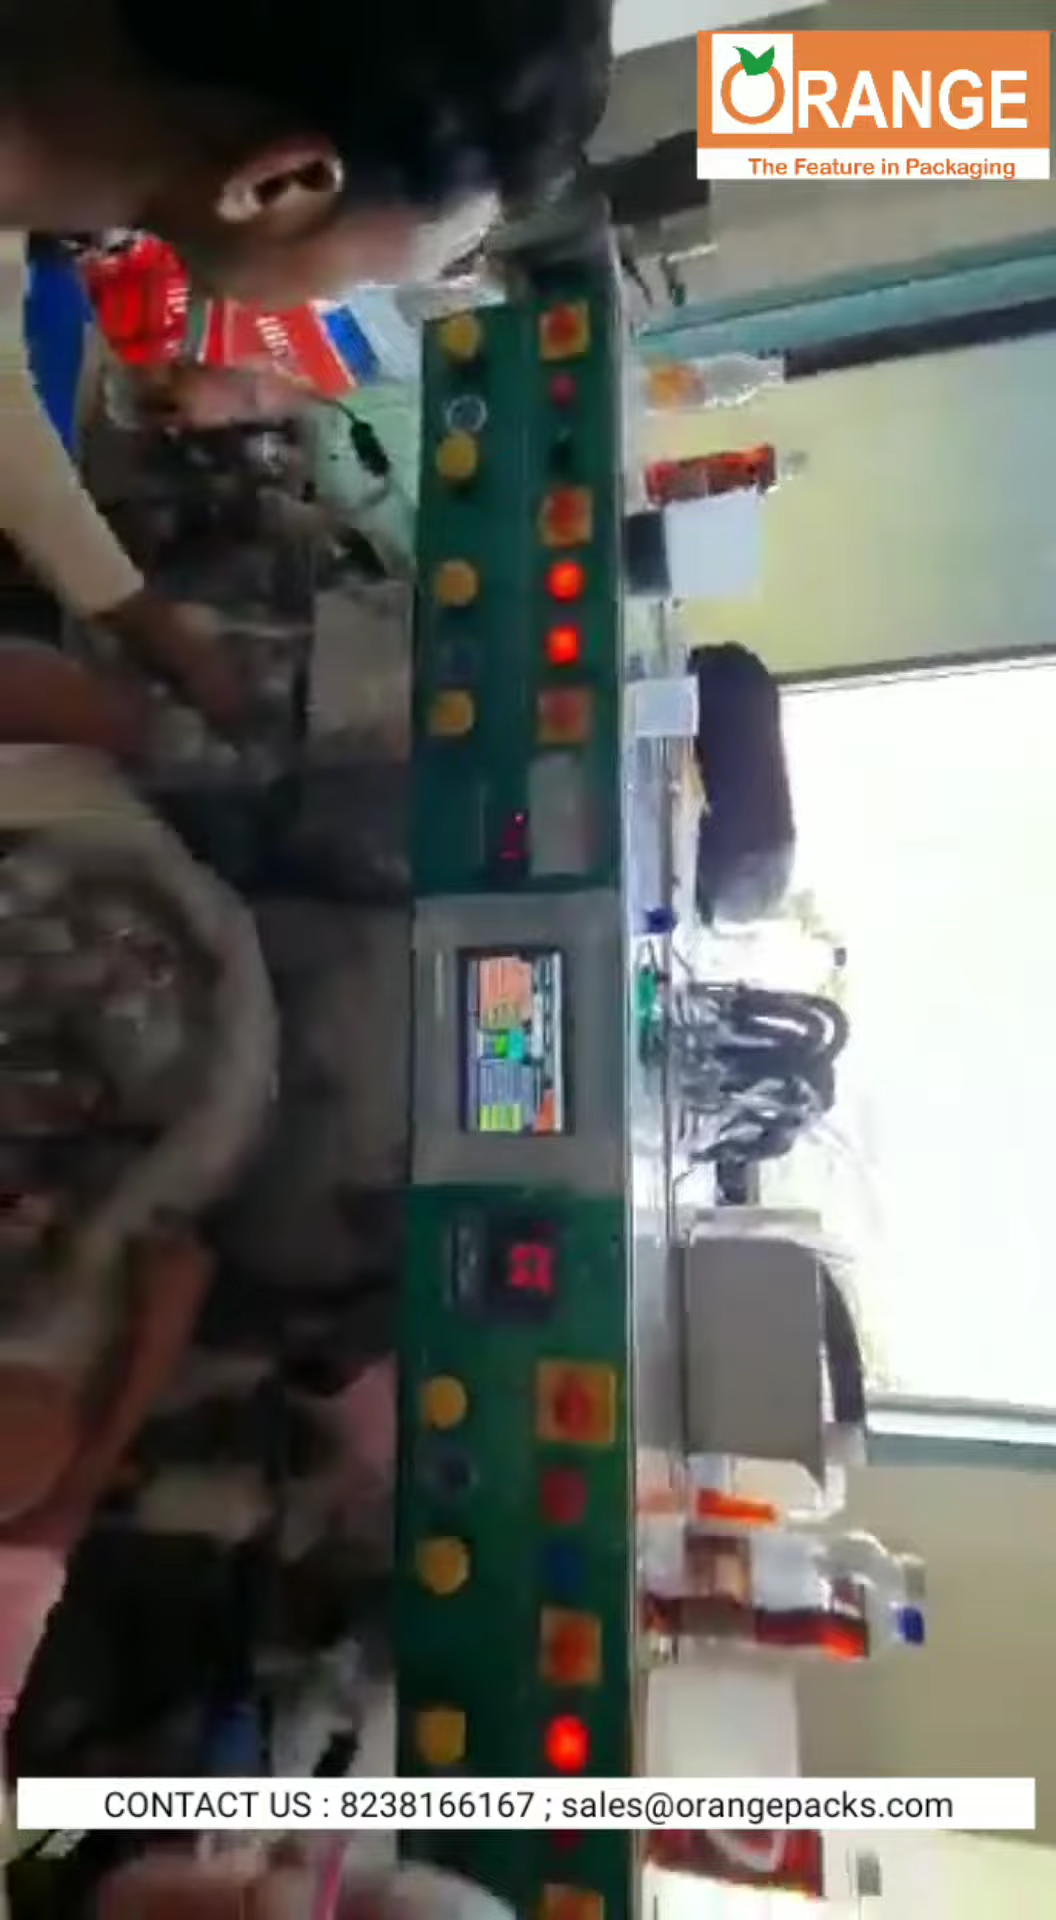 ORANGE
The Feature in Packaging
CONTACT US : 8238166167 ; sales@orangepacks.com